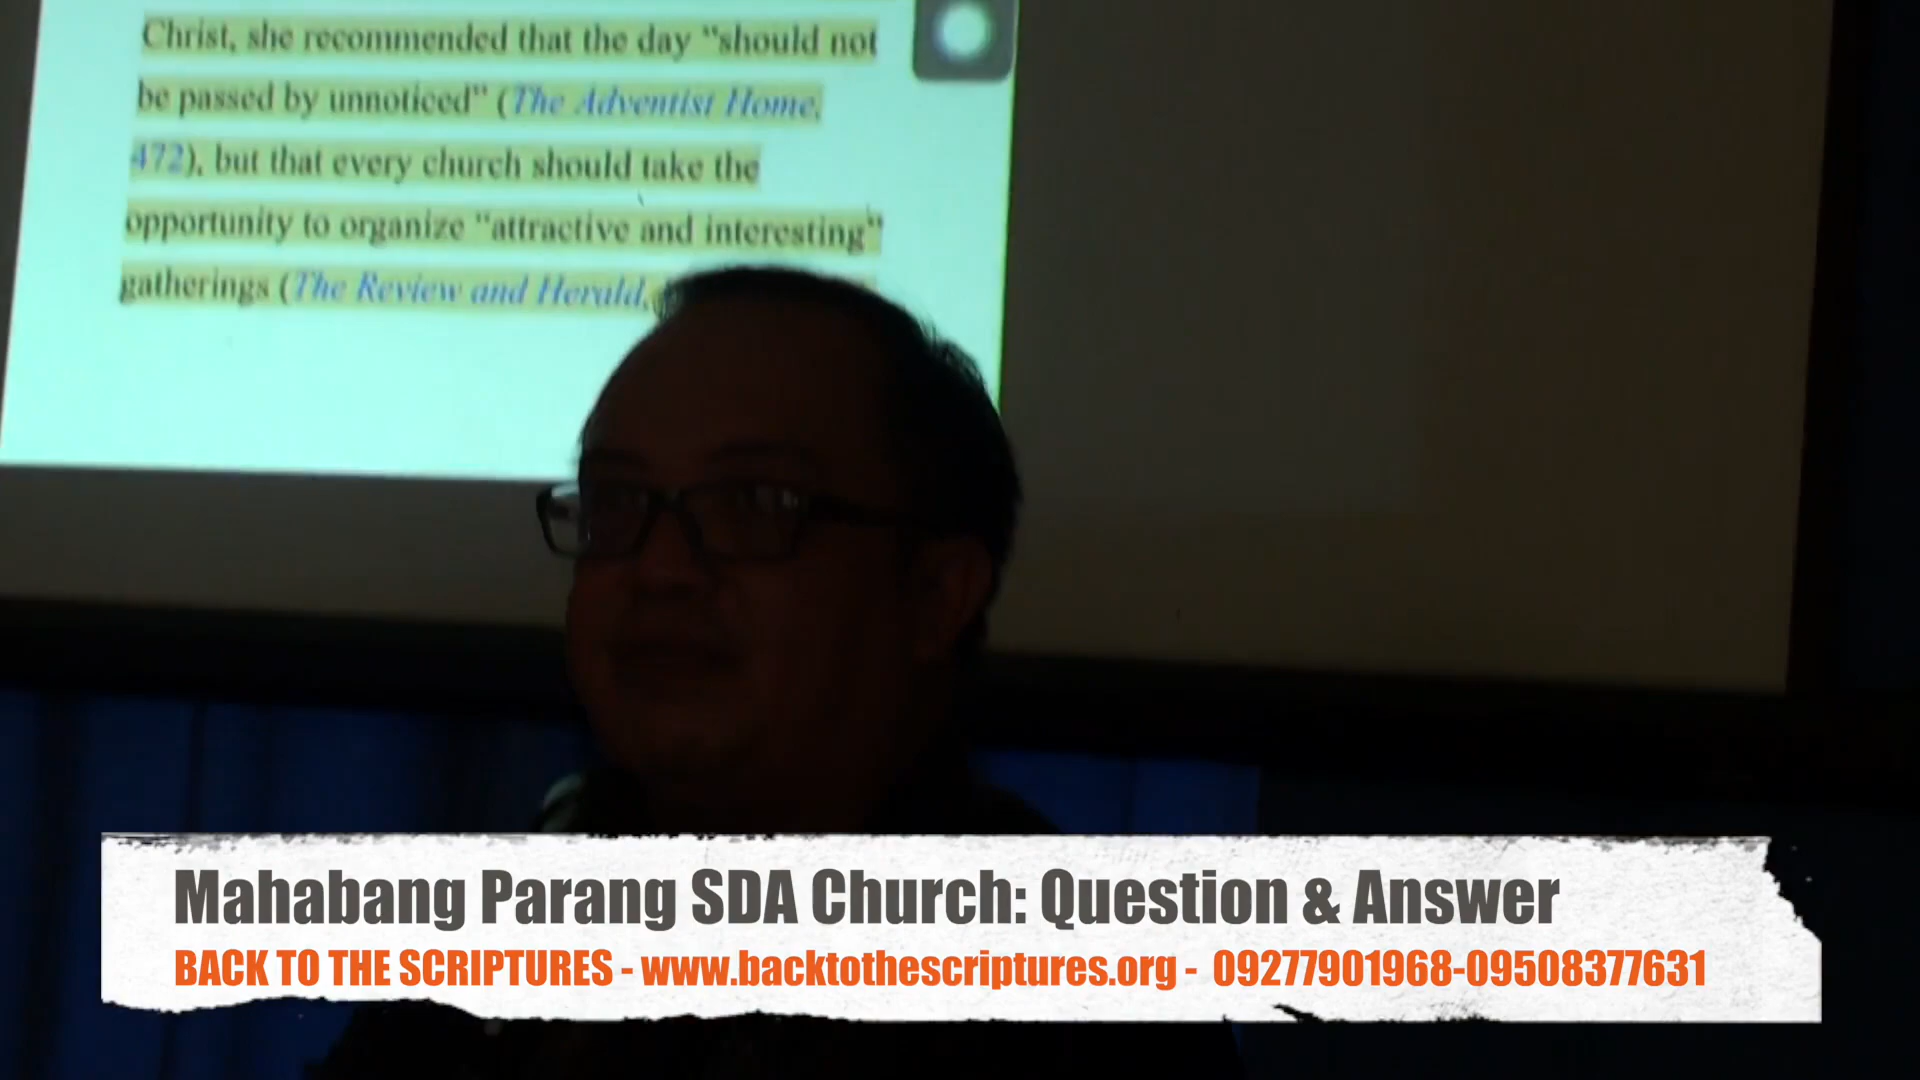 Christ, she recommended that the day "should not
be passed by unnoticed" (The Adventist Home,
472), but that every church should take the
opportunity to organize "attractive and interesting"
gatherings (The Review and Herald,
Mahabang Parang SDA Church: Question & Answer
BACK TO THE SCRIPTURES - www.backtothescriptures.org - 09277901968-09508377631